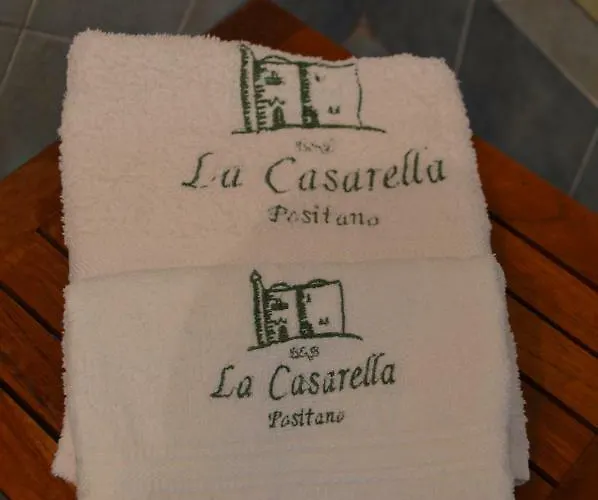 B&B
La Casarella
Positano
B&B
La Casarella
Positano